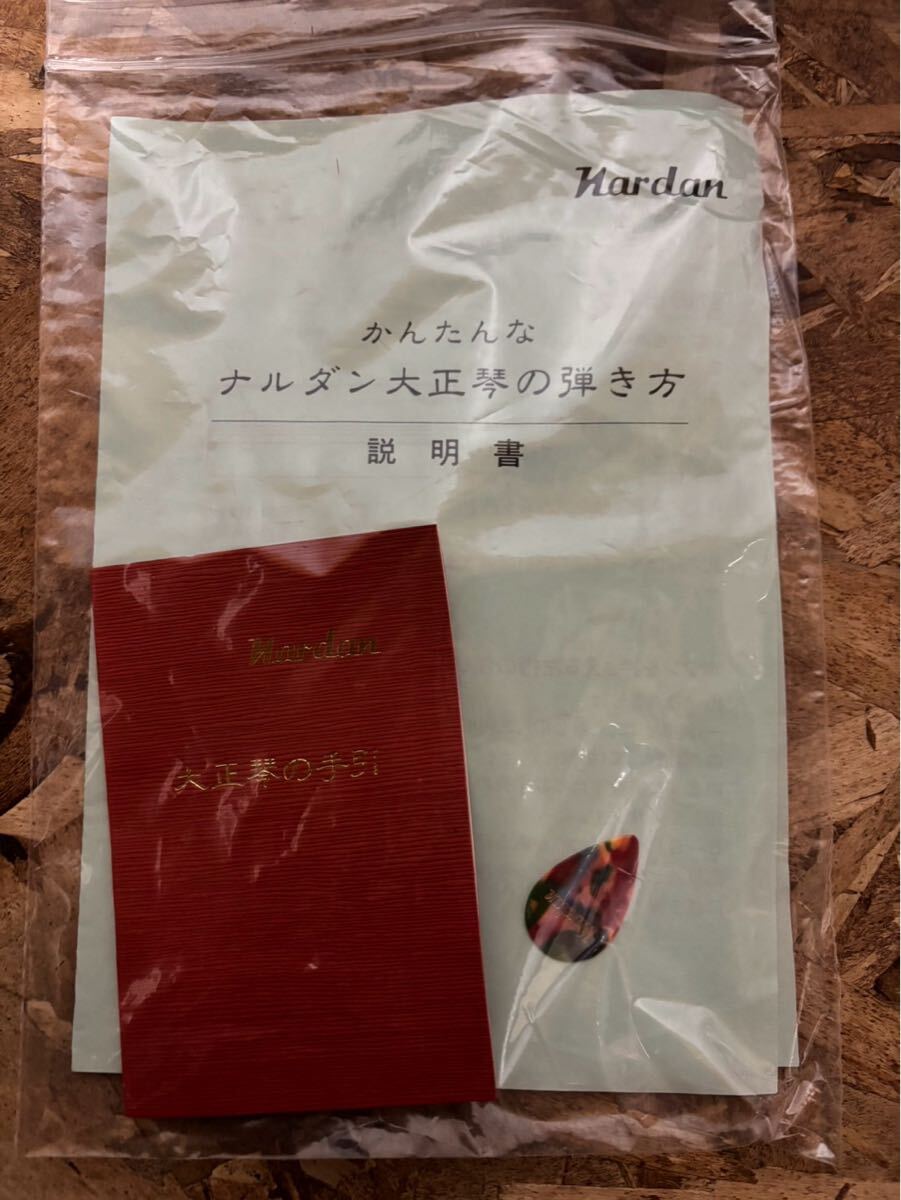 Nardan
かんたんな
ナルダン大正琴の弾き方
説明書
Nardan
大正琴の手引